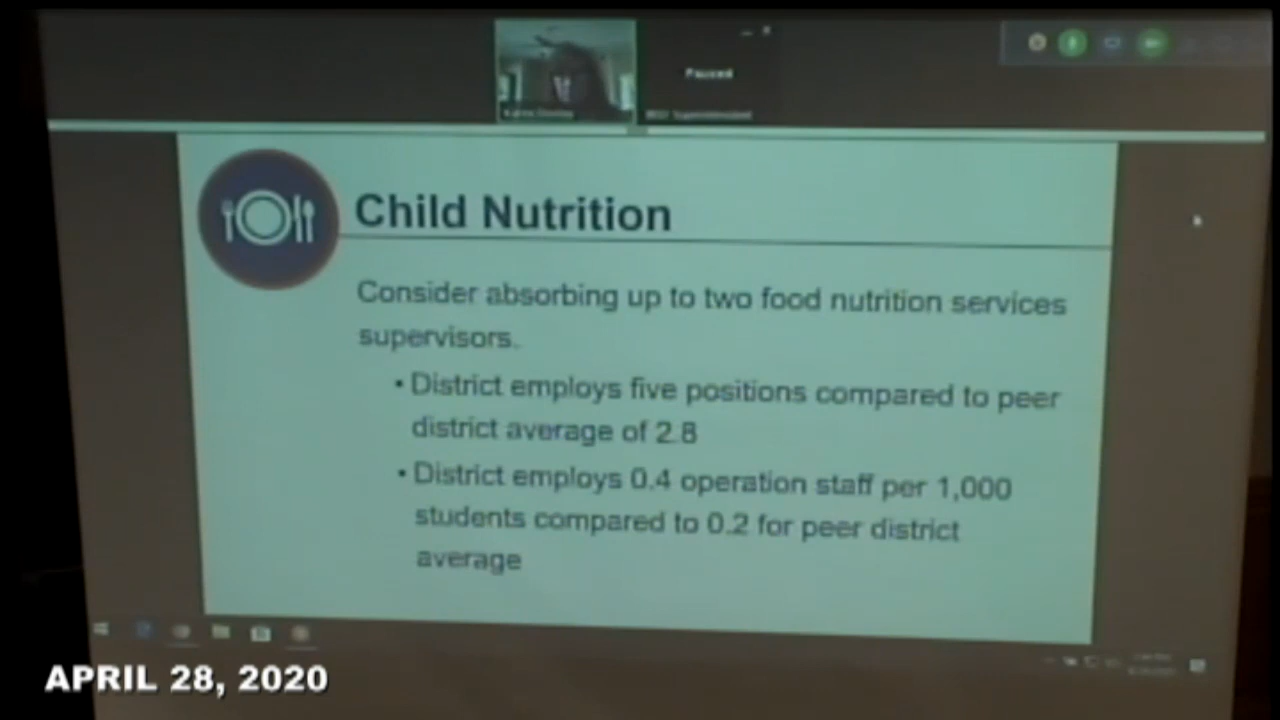 Paused
Child Nutrition
Consider absorbing up to two food nutrition services
supervisors.
• District employs five positions compared to peer
district average of 2.8
• District employs 0.4 operation staff per 1,000
students compared to 0.2 for peer district
average
APRIL 28, 2020